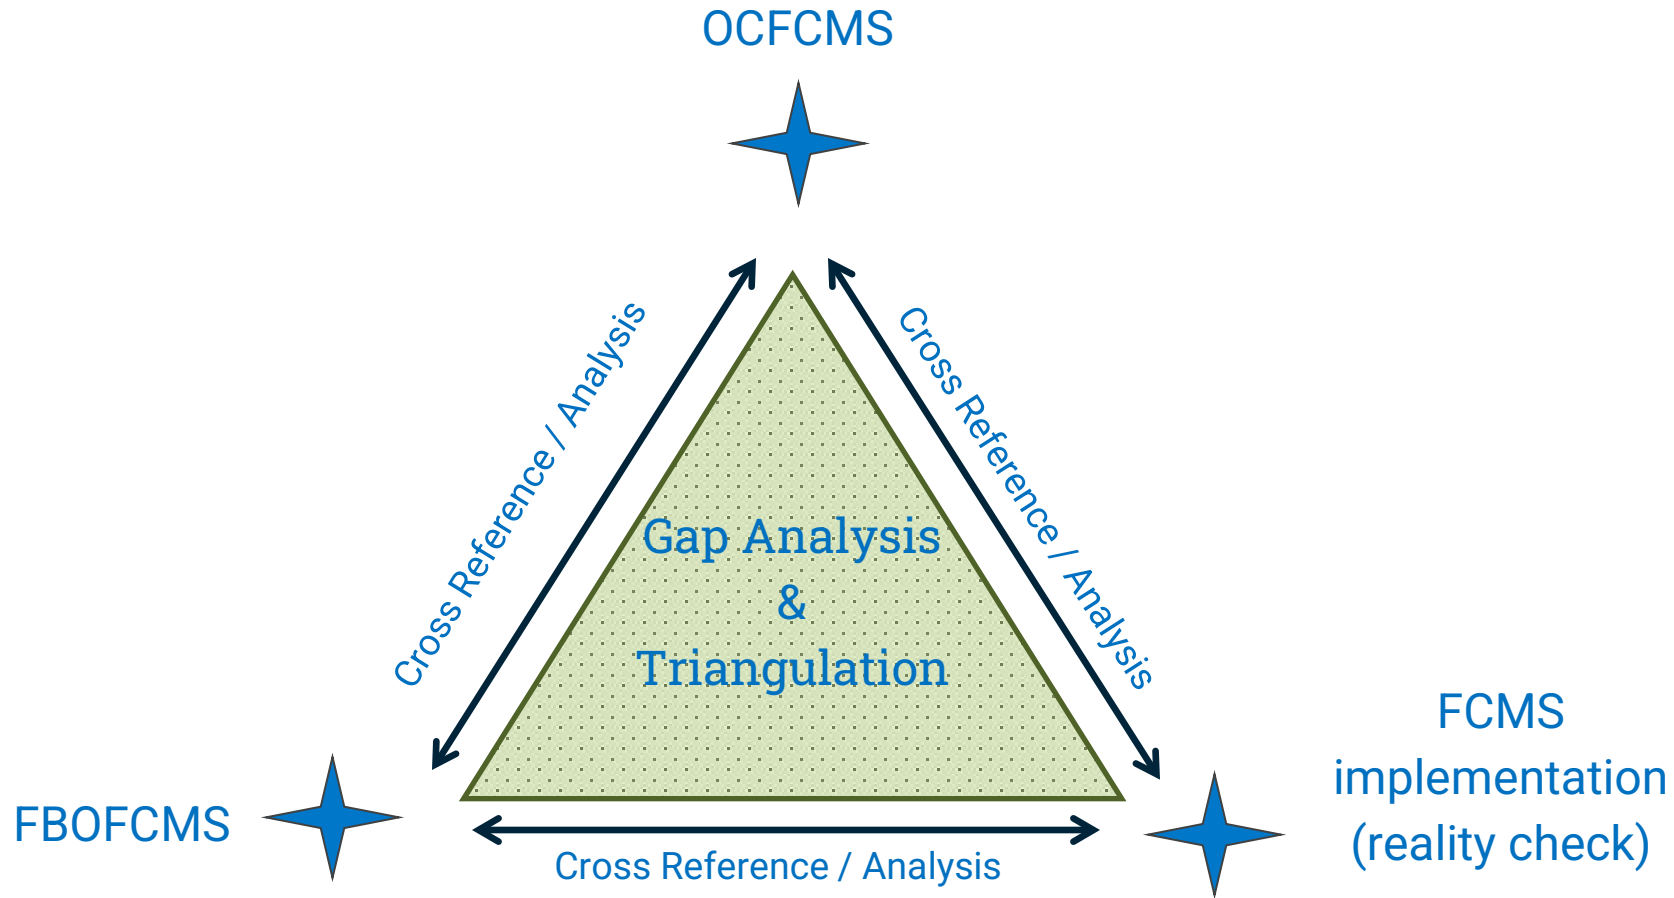 OCFCMS
Cross Reference / Analysis
Cross Reference / Analysis
Gap Analysis
&
Triangulation
FBOFCMS
FCMS
implementation
(reality check)
Cross Reference / Analysis